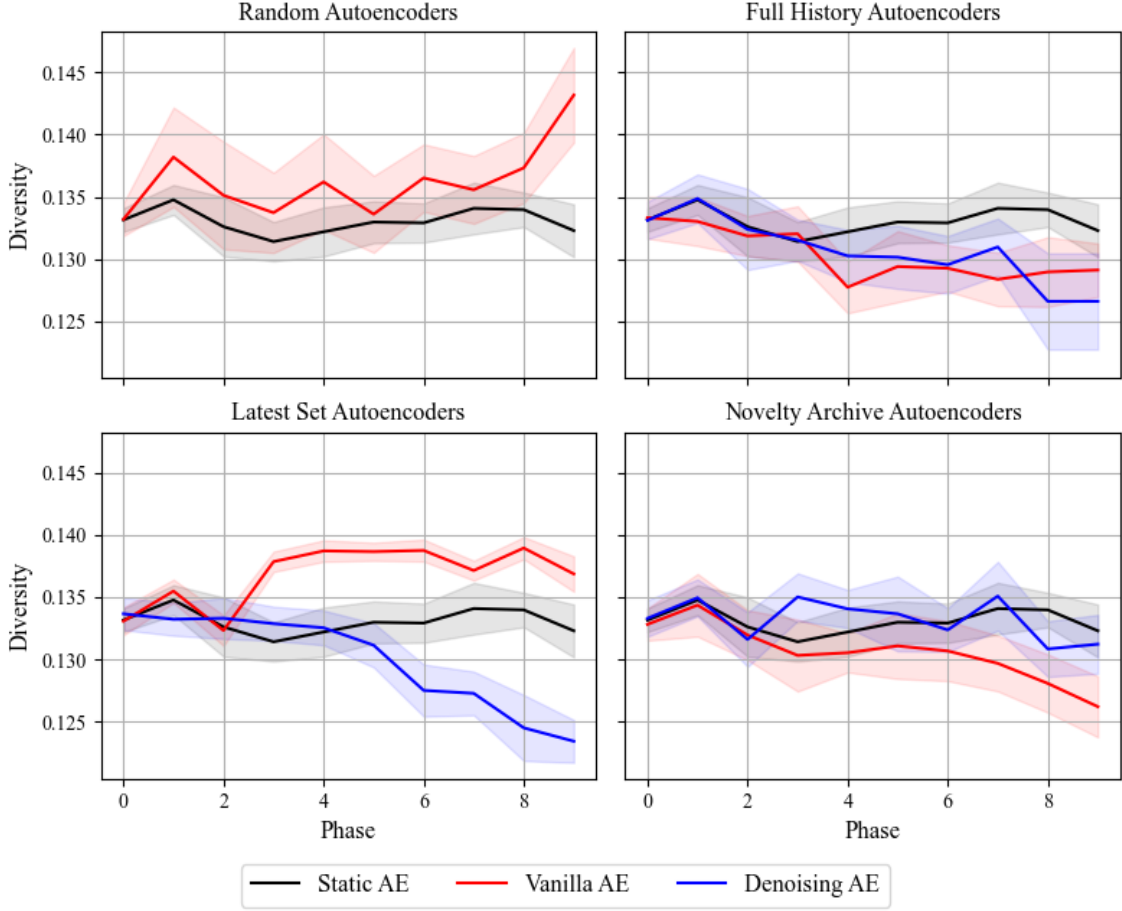 Random Autoencoders
Full History Autoencoders
Diversity
0.145
0.140
0.135
0.130
0.125
Latest Set Autoencoders
Novelty Archive Autoencoders
Diversity
0.145
0.140
0.135
0.130
0.125
0 2 4 6 8
0 2 4 6 8
Phase
Phase
Static AE Vanilla AE Denoising AE